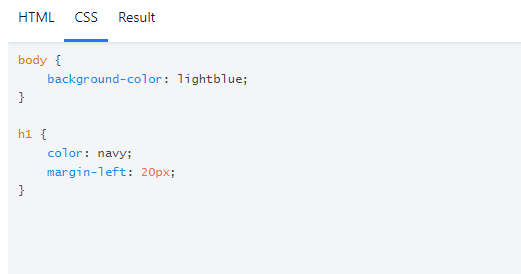 HTML CSS Result
body {
    background-color: lightblue;
}
h1 {
    color: navy;
    margin-left: 20px;
}